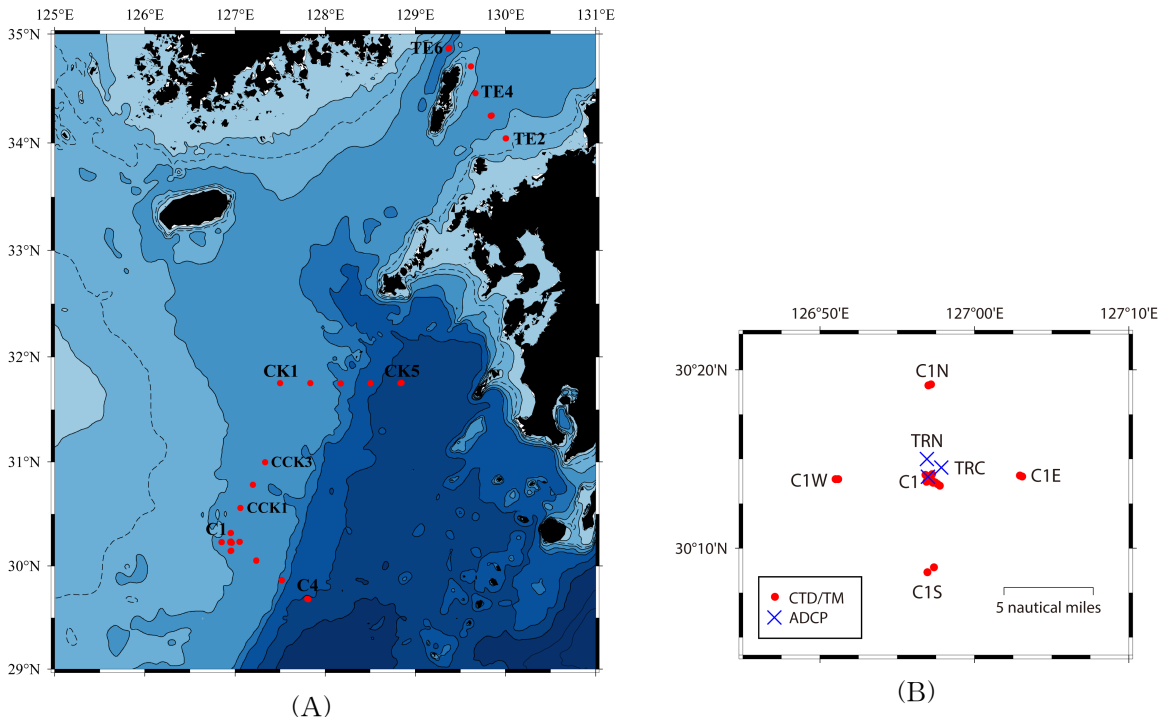 125°E 126°E 127°E 128°E 129°E 130°E 131°E
35°N
TE6
TE4
TE2
34°N
33°N
32°N
CK1 CK5
CCK3
31°N
CCK1
C1
30°N
C4
29°N
(A)
126°50'E 127°00'E 127°10'E
30°20'N
C1N
TRN
TRC
C1W C1 C1E
30°10'N
C1S
CTD/TM
ADCP
5 nautical miles
(B)